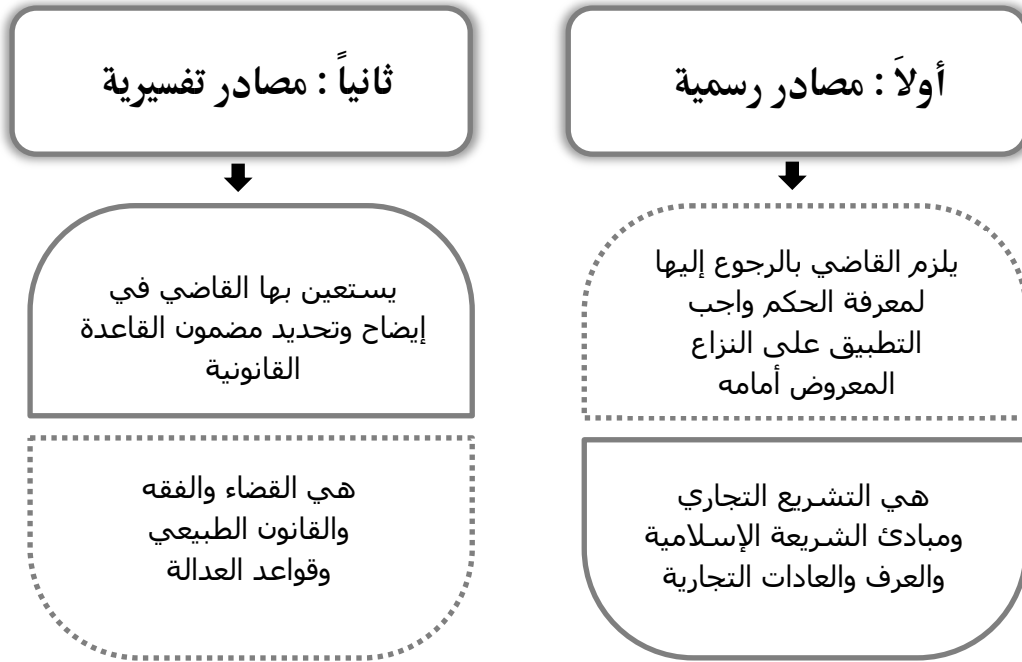 أولاَ : مصادر رسمية
يلزم القاضي بالرجوع إليها
لمعرفة الحكم واجب
التطبيق على النزاع
المعروض أمامه
هي التشريع التجاري
ومبادئ الشريعة الإسلامية
والعرف والعادات التجارية
ثانياً : مصادر تفسيرية
يستعين بها القاضي في
إيضاح وتحديد مضمون القاعدة
القانونية
هي القضاء والفقه
والقانون الطبيعي
وقواعد العدالة